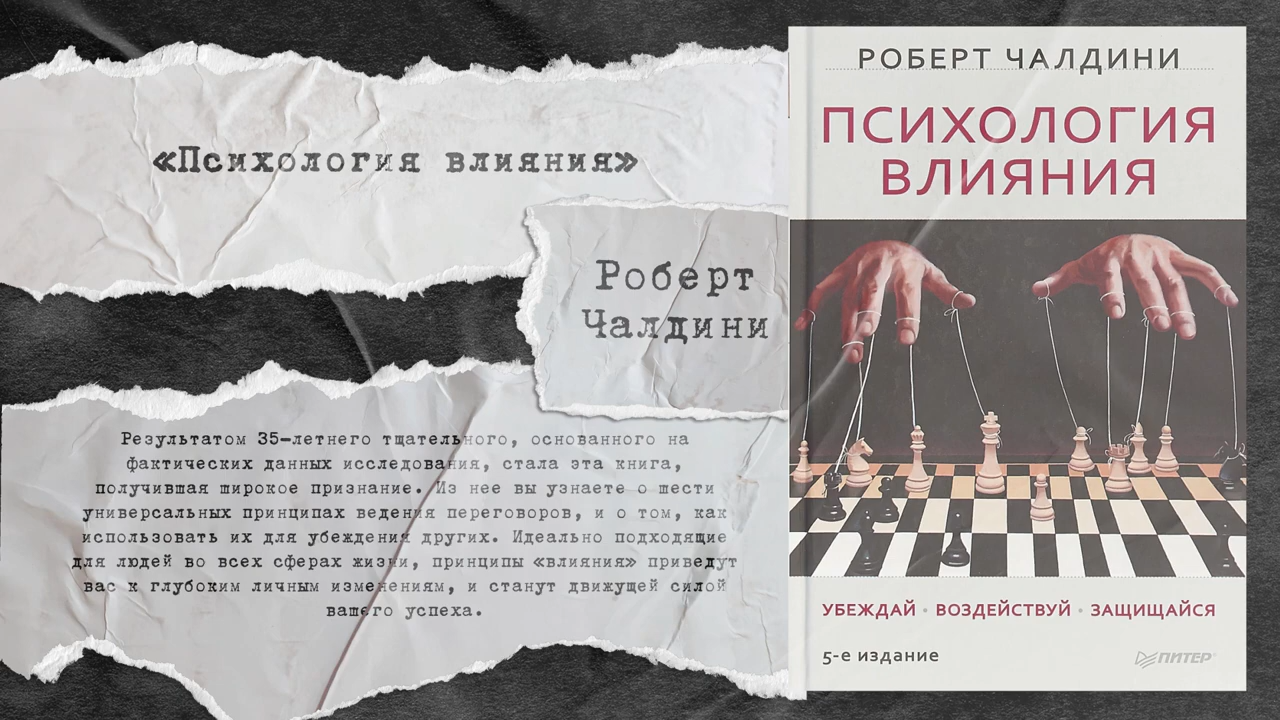 «Психология влияния»
Роберт
Чалдини
Результатом 35-летнего тщательного, основанного на
фактических данных исследования, стала эта книга,
получившая широкое признание. Из нее вы узнаете о шести
универсальных принципах ведения переговоров, и о том, как
использовать их для убеждения других. Идеально подходящие
для людей во всех сферах жизни, принципы «влияния» приведут
вас к глубоким личным изменениям, и станут движущей силой
вашего успеха.
РОБЕРТ ЧАЛДИНИ
ПСИХОЛОГИЯ
ВЛИЯНИЯ
УБЕЖДАЙ • ВОЗДЕЙСТВУЙ • ЗАЩИЩАЙСЯ
5-е издание
ПИТЕР